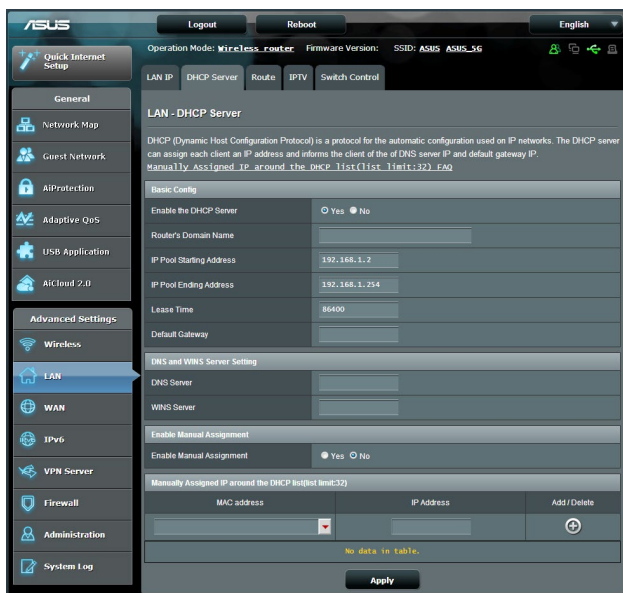 ASUS
Logout Reboot English
Quick Internet Setup
Operation Mode: Wireless router Firmware Version: SSID: ASUS ASUS_5G
LAN IP DHCP Server Route IPTV Switch Control
General
Network Map
Guest Network
AiProtection
Adaptive QoS
USB Application
AiCloud 2.0
Advanced Settings
Wireless
LAN
WAN
IPv6
VPN Server
Firewall
Administration
System Log
LAN - DHCP Server
DHCP (Dynamic Host Configuration Protocol) is a protocol for the automatic configuration used on IP networks. The DHCP server
can assign each client an IP address and informs the client of the of DNS server IP and default gateway IP.
Manually Assigned IP around the DHCP list(list limit:32) FAQ
Basic Config
Enable the DHCP Server Yes No
Router's Domain Name
IP Pool Starting Address 192.168.1.2
IP Pool Ending Address 192.168.1.254
Lease Time 86400
Default Gateway
DNS and WINS Server Setting
DNS Server
WINS Server
Enable Manual Assignment
Enable Manual Assignment Yes No
Manually Assigned IP around the DHCP list(list limit:32)
MAC address IP Address Add / Delete
No data in table.
Apply